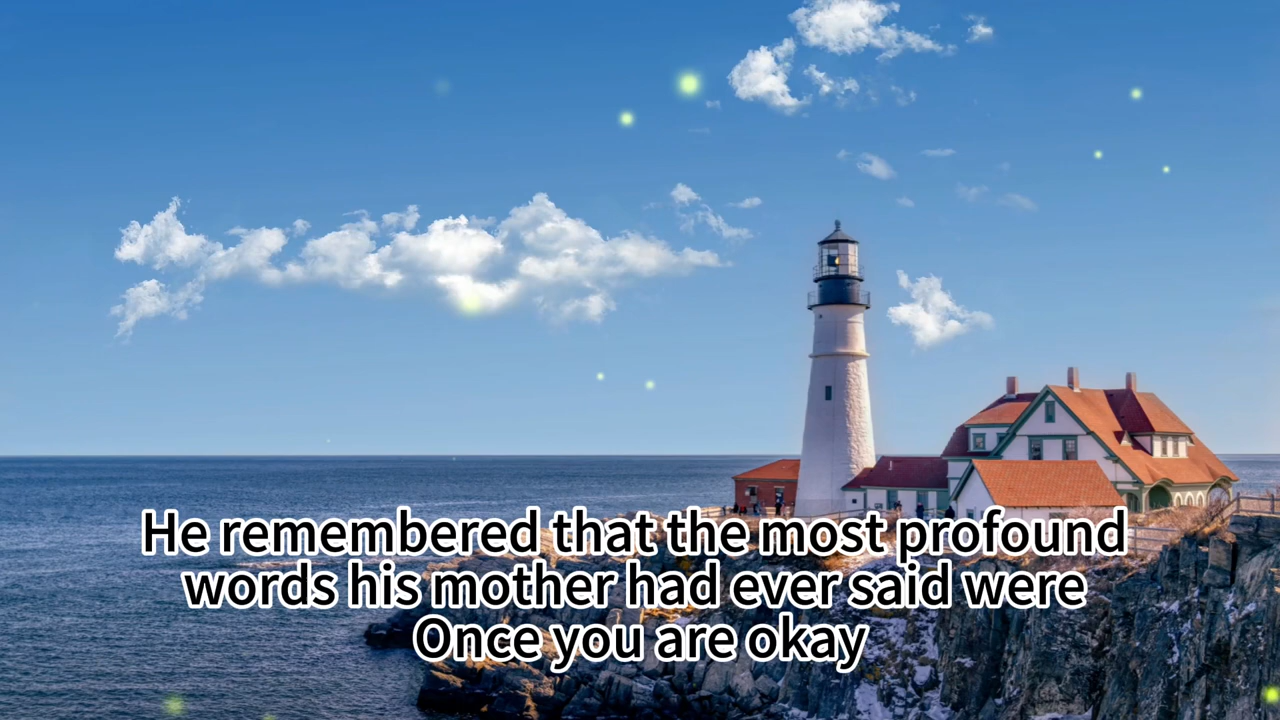 He remembered that the most profound
words his mother had ever said were
Once you are okay